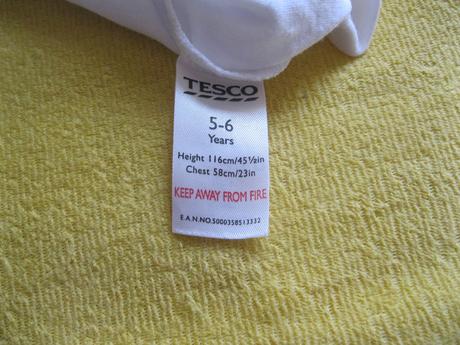 TESCO
5-6
Years
Height 116cm/45½in
Chest 58cm/23in
KEEP AWAY FROM FIRE
E.A.N.NO.5000358513332